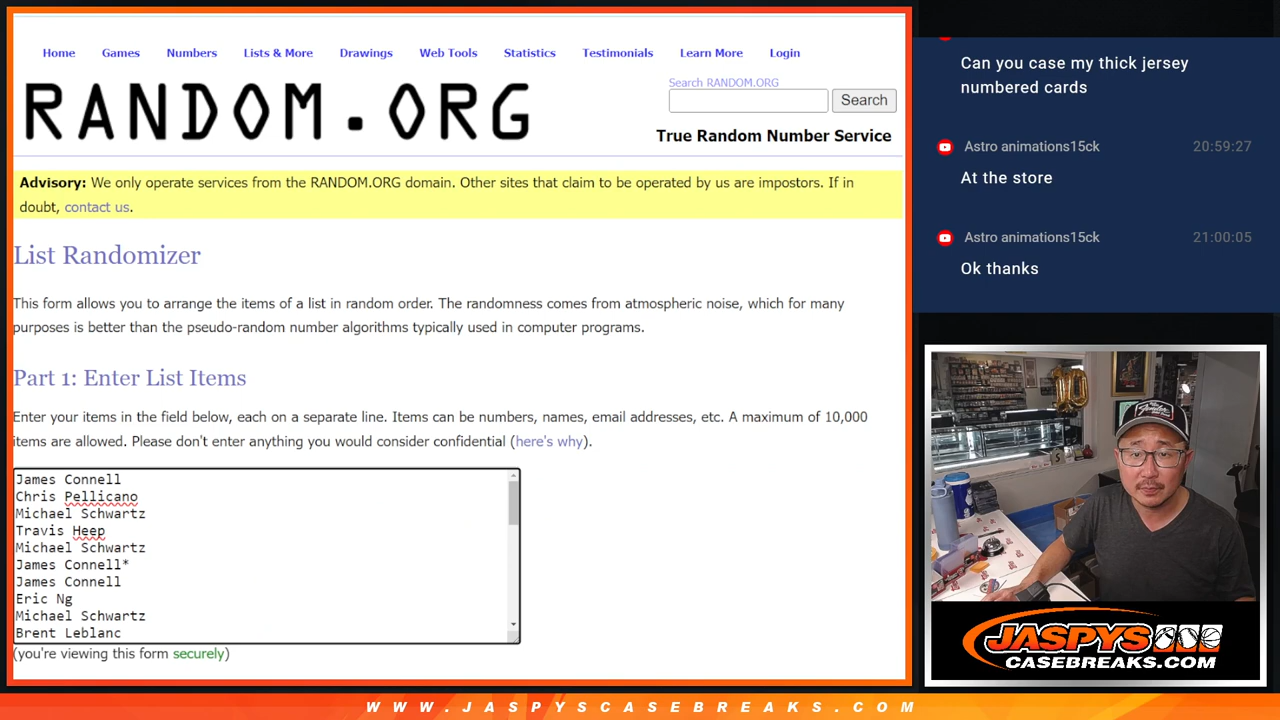 Home Games Numbers Lists & More Drawings Web Tools Statistics Testimonials Learn More Login
RANDOM.ORG
Search RANDOM.ORG
Search
True Random Number Service
Advisory: We only operate services from the RANDOM.ORG domain. Other sites that claim to be operated by us are impostors. If in
doubt, contact us.
List Randomizer
This form allows you to arrange the items of a list in random order. The randomness comes from atmospheric noise, which for many
purposes is better than the pseudo-random number algorithms typically used in computer programs.
Part 1: Enter List Items
Enter your items in the field below, each on a separate line. Items can be numbers, names, email addresses, etc. A maximum of 10,000
items are allowed. Please don't enter anything you would consider confidential (here's why).
James Connell
Chris Pellicano
Michael Schwartz
Travis Heep
Michael Schwartz
James Connell*
James Connell
Eric Ng
Michael Schwartz
Brent Leblanc
(you're viewing this form securely)
Can you case my thick jersey
numbered cards
Astro animations15ck 20:59:27
At the store
Astro animations15ck 21:00:05
Ok thanks
10
Fender
JASPYS
CASEBREAKS.COM
WWW.JASPYSCASEBREAKS.COM